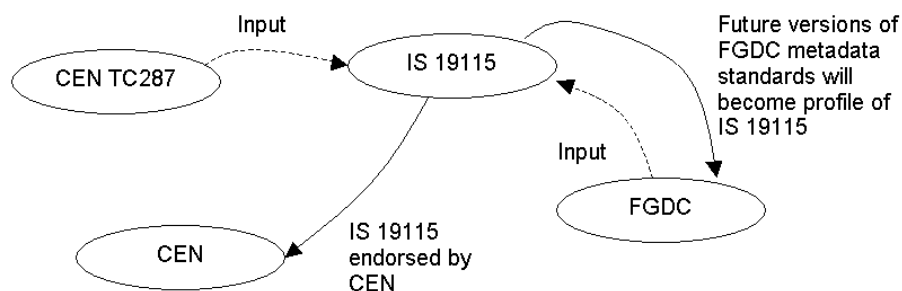 Input
CEN TC287
IS 19115
Future versions of
FGDC metadata
standards will
become profile of
IS 19115
Input
FGDC
CEN
IS 19115
endorsed by
CEN